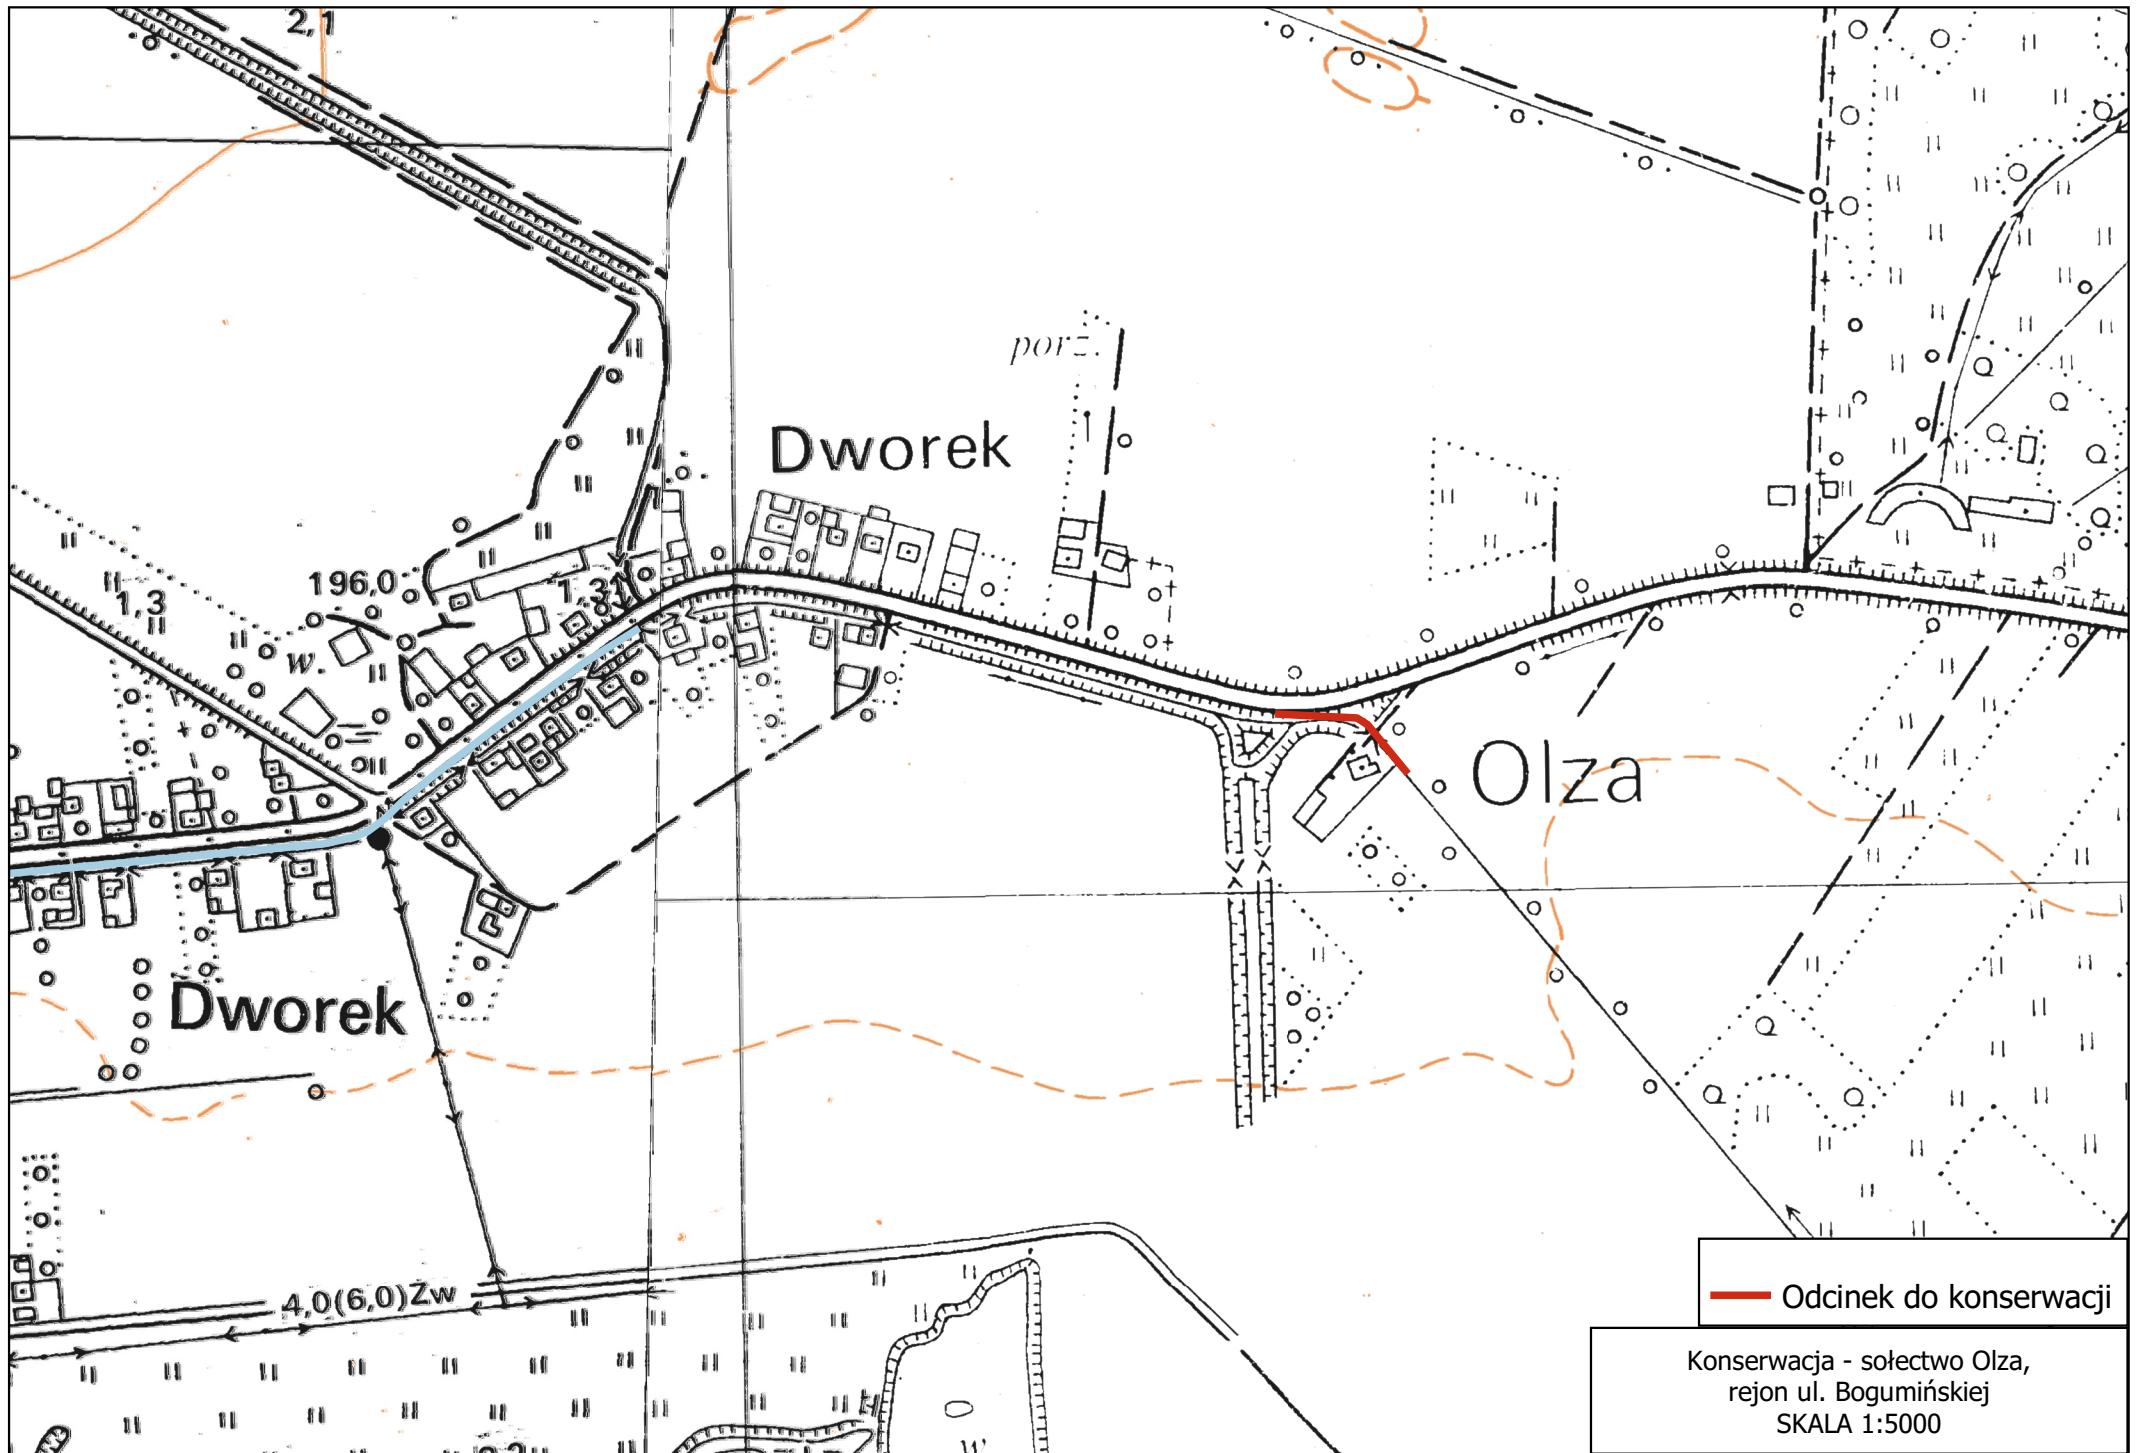 2,1
porz.
Dworek
196,0
1,31
1,3
w.
Olza
Dworek
4,0(6,0)Żw
Odcinek do konserwacji
w
Konserwacja - sołectwo Olza,
rejon ul. Bogumińskiej
SKALA 1:5000